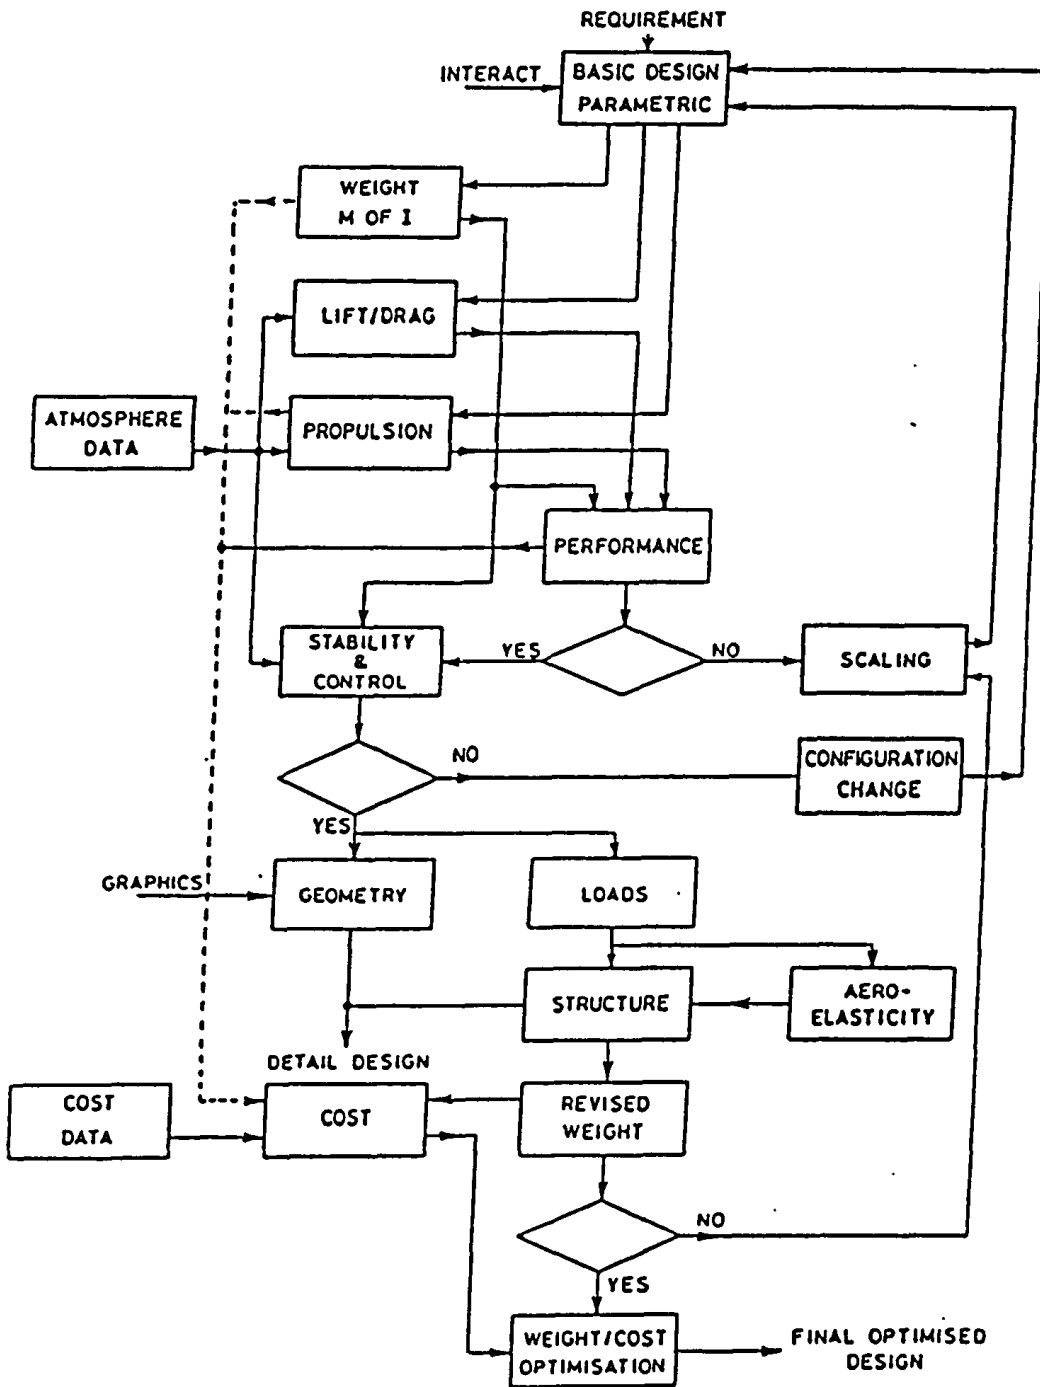 REQUIREMENT
INTERACT
BASIC DESIGN
PARAMETRIC
WEIGHT
M OF I
LIFT/DRAG
ATMOSPHERE
DATA
PROPULSION
PERFORMANCE
STABILITY
&
CONTROL
YES
NO
SCALING
NO
CONFIGURATION
CHANGE
YES
GRAPHICS
GEOMETRY
LOADS
STRUCTURE
AERO-
ELASTICITY
DETAIL DESIGN
COST
DATA
COST
REVISED
WEIGHT
NO
YES
WEIGHT/COST
OPTIMISATION
FINAL OPTIMISED
DESIGN